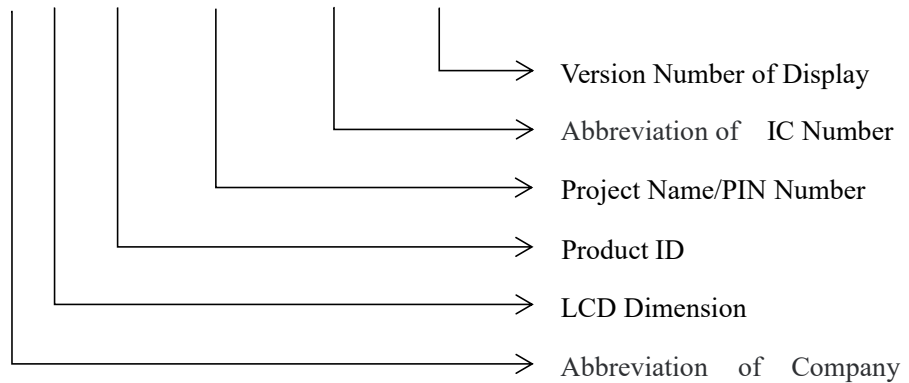 Version Number of Display
Abbreviation of IC Number
Project Name/PIN Number
Product ID
LCD Dimension
Abbreviation of Company